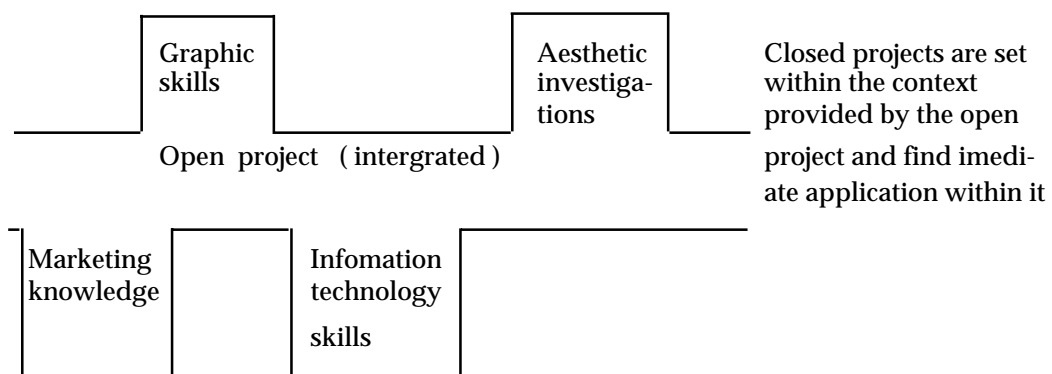 Graphic
skills
Aesthetic
investiga-
tions
Closed projects are set
within the context
provided by the open
project and find imedi-
ate application within it
Open project ( intergrated )
Marketing
knowledge
Infomation
technology
skills